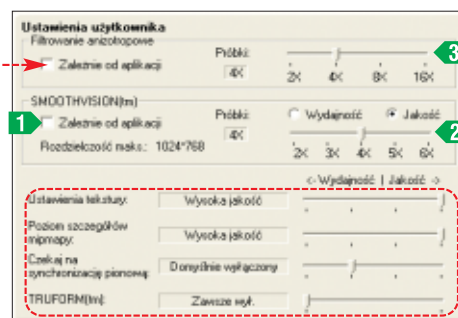 Ustawienia użytkownika
Filtrowanie anizotropowe
Próbki:
Zależnie od aplikacji
4X
2X 4X 8X 16X
3
SMOOTHVISION(tm)
Próbki:
Wydajność Jakość
1
Zależnie od aplikacji
4X
2
Rozdzielczość maks.: 1024*768
2X 3X 4X 5X 6X
<- Wydajność | Jakość ->
Ustawienia tekstury:
Wysoka jakość
Poziom szczegółów
mipmapy:
Wysoka jakość
Czekaj na
synchronizację pionową:
Domyślnie wyłączony
TRUFORM(tm):
Zawsze wył.